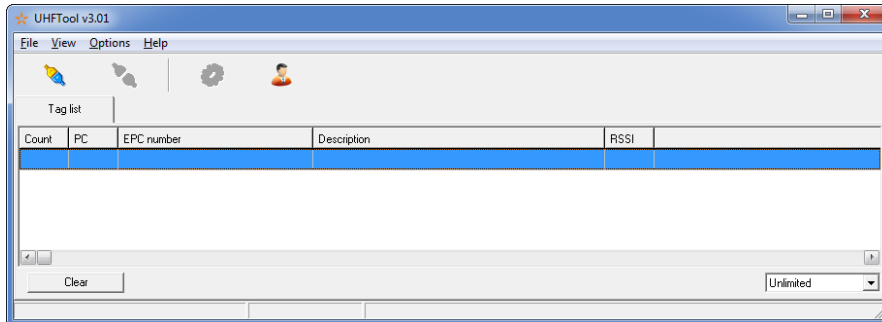 UHFTool v3.01
File View Options Help
Tag list
Count PC EPC number Description RSSI
Clear Unlimited